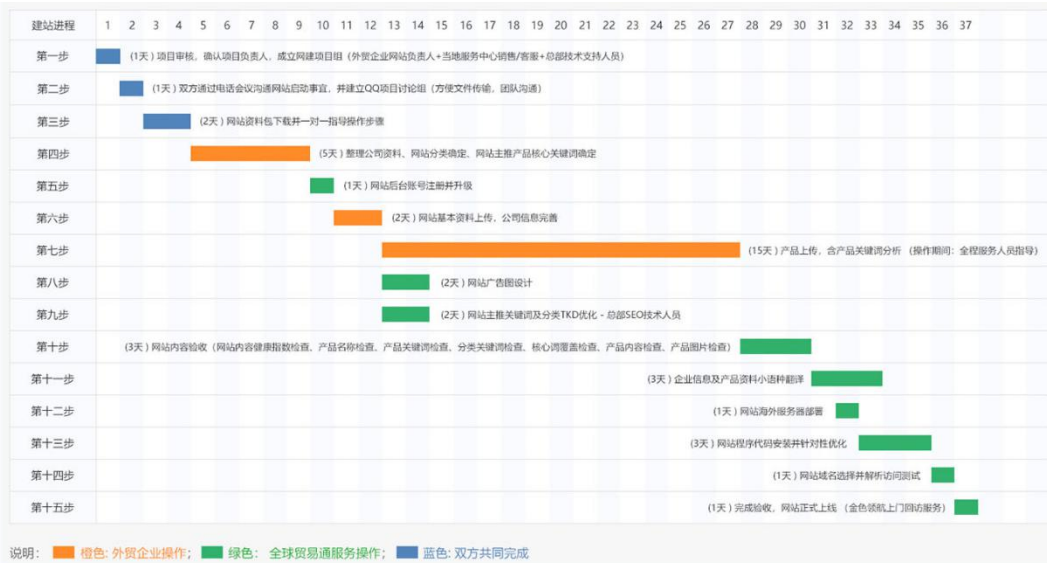 建站进程 1 2 3 4 5 6 7 8 9 10 11 12 13 14 15 16 17 18 19 20 21 22 23 24 25 26 27 28 29 30 31 32 33 34 35 36 37
第一步 (1天) 项目审核, 确认项目负责人, 成立网建项目组 (外贸企业网站负责人+当地服务中心销售/客服+总部技术支持人员)
第二步 (1天) 双方通过电话会议沟通网站启动事宜, 并建立QQ项目讨论组 (方便文件传输, 团队沟通)
第三步 (2天) 网站资料包下载并一对一指导操作步骤
第四步 (5天) 整理公司资料、网站分类确定、网站主推产品核心关键词确定
第五步 (1天) 网站后台账号注册并升级
第六步 (2天) 网站基本资料上传, 公司信息完善
第七步 (15天) 产品上传, 含产品关键词分析 (操作期间: 全程服务人员指导)
第八步 (2天) 网站广告图设计
第九步 (2天) 网站主推关键词及分类TKD优化 - 总部SEO技术人员
第十步 (3天) 网站内容验收 (网站内容健康指数检查、产品名称检查、产品关键词检查、分类关键词检查、核心词覆盖检查、产品内容检查、产品图片检查)
第十一步 (3天) 企业信息及产品资料小语种翻译
第十二步 (1天) 网站海外服务器部署
第十三步 (3天) 网站程序代码安装并针对性优化
第十四步 (1天) 网站域名选择并解析访问测试
第十五步 (1天) 完成验收, 网站正式上线 (金色领航上门回访服务)
说明: 橙色: 外贸企业操作; 绿色: 全球贸易通服务操作; 蓝色: 双方共同完成